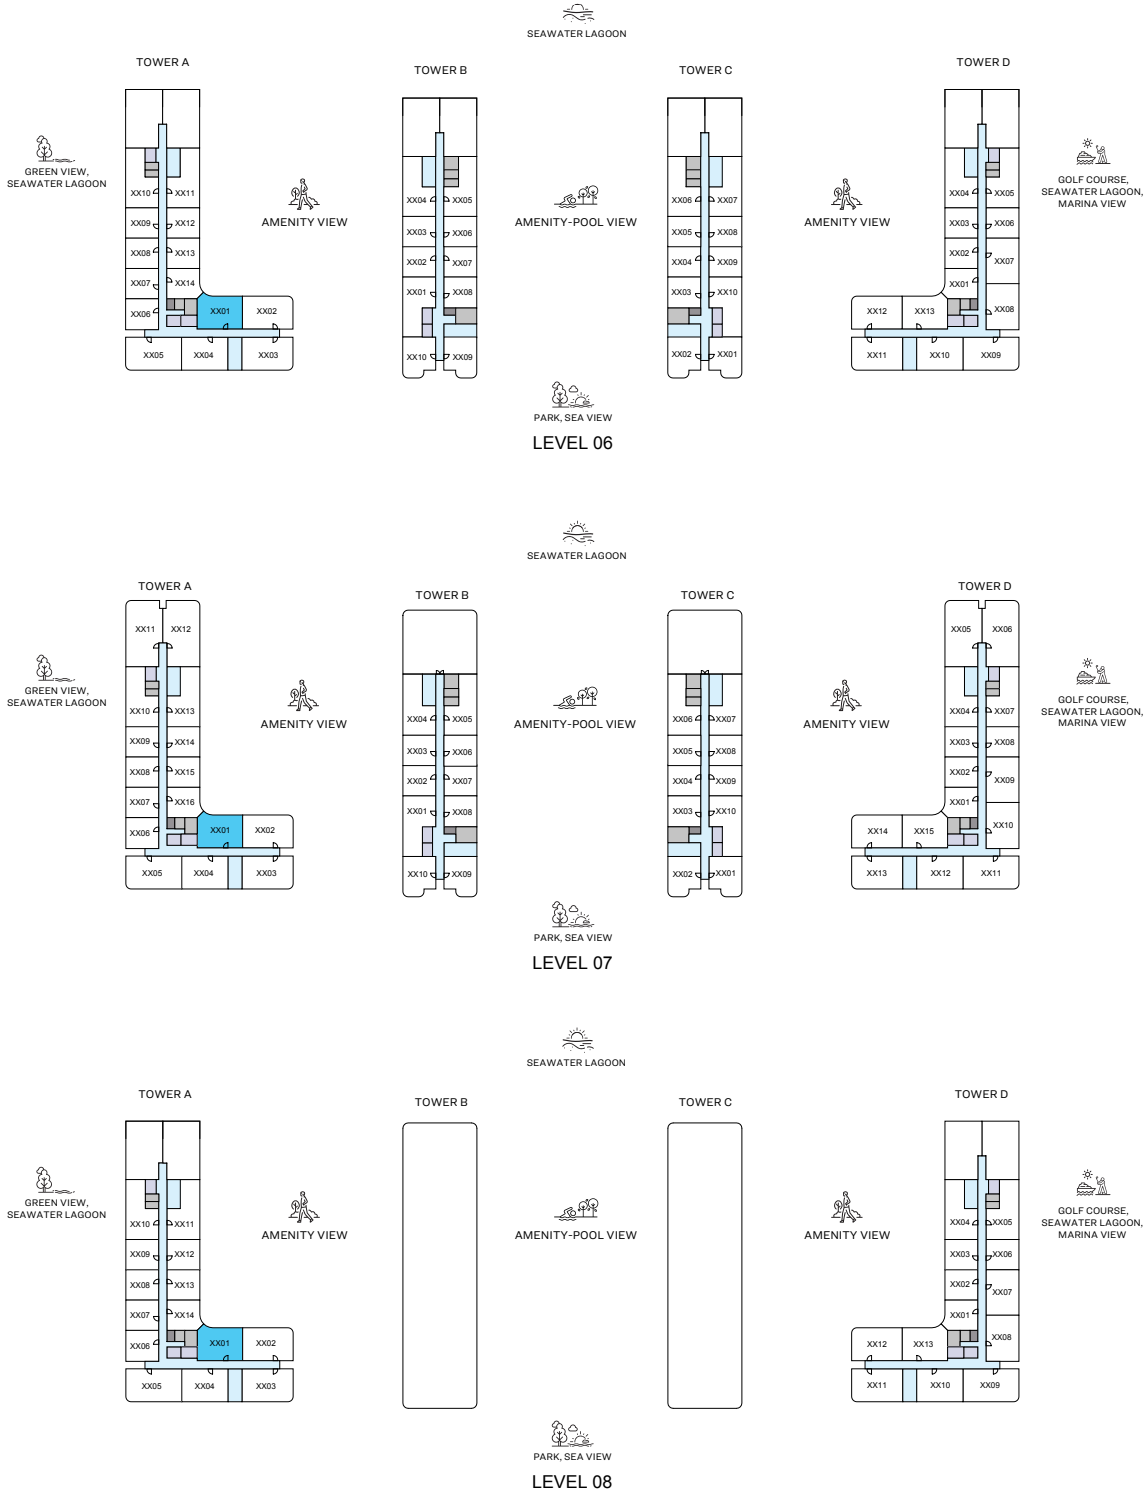 SEAWATER LAGOON
TOWER A
TOWER B
TOWER C
TOWER D
GREEN VIEW,
SEAWATER LAGOON
AMENITY VIEW
AMENITY-POOL VIEW
AMENITY VIEW
GOLF COURSE,
SEAWATER LAGOON,
MARINA VIEW
XX10 XX11
XX09 XX12
XX08 XX13
XX07 XX14
XX06 XX01 XX02
XX05 XX04 XX03
XX04 XX05
XX03 XX06
XX02 XX07
XX01 XX08
XX10 XX09
XX06 XX07
XX05 XX08
XX04 XX09
XX03 XX10
XX02 XX01
XX04 XX05
XX03 XX06
XX02 XX07
XX01
XX12 XX13 XX08
XX11 XX10 XX09
PARK, SEA VIEW
LEVEL 06
SEAWATER LAGOON
TOWER A
TOWER B
TOWER C
TOWER D
GREEN VIEW,
SEAWATER LAGOON
AMENITY VIEW
AMENITY-POOL VIEW
AMENITY VIEW
GOLF COURSE,
SEAWATER LAGOON,
MARINA VIEW
XX11 XX12
XX10 XX13
XX09 XX14
XX08 XX15
XX07 XX16
XX06 XX01 XX02
XX05 XX04 XX03
XX04 XX05
XX03 XX06
XX02 XX07
XX01 XX08
XX10 XX09
XX06 XX07
XX05 XX08
XX04 XX09
XX03 XX10
XX02 XX01
XX05 XX06
XX04 XX07
XX03 XX08
XX02 XX09
XX01
XX14 XX15 XX10
XX13 XX12 XX11
PARK, SEA VIEW
LEVEL 07
SEAWATER LAGOON
TOWER A
TOWER B
TOWER C
TOWER D
GREEN VIEW,
SEAWATER LAGOON
AMENITY VIEW
AMENITY-POOL VIEW
AMENITY VIEW
GOLF COURSE,
SEAWATER LAGOON,
MARINA VIEW
XX10 XX11
XX09 XX12
XX08 XX13
XX07 XX14
XX06 XX01 XX02
XX05 XX04 XX03
XX04 XX05
XX03 XX06
XX02 XX07
XX01
XX12 XX13 XX08
XX11 XX10 XX09
PARK, SEA VIEW
LEVEL 08